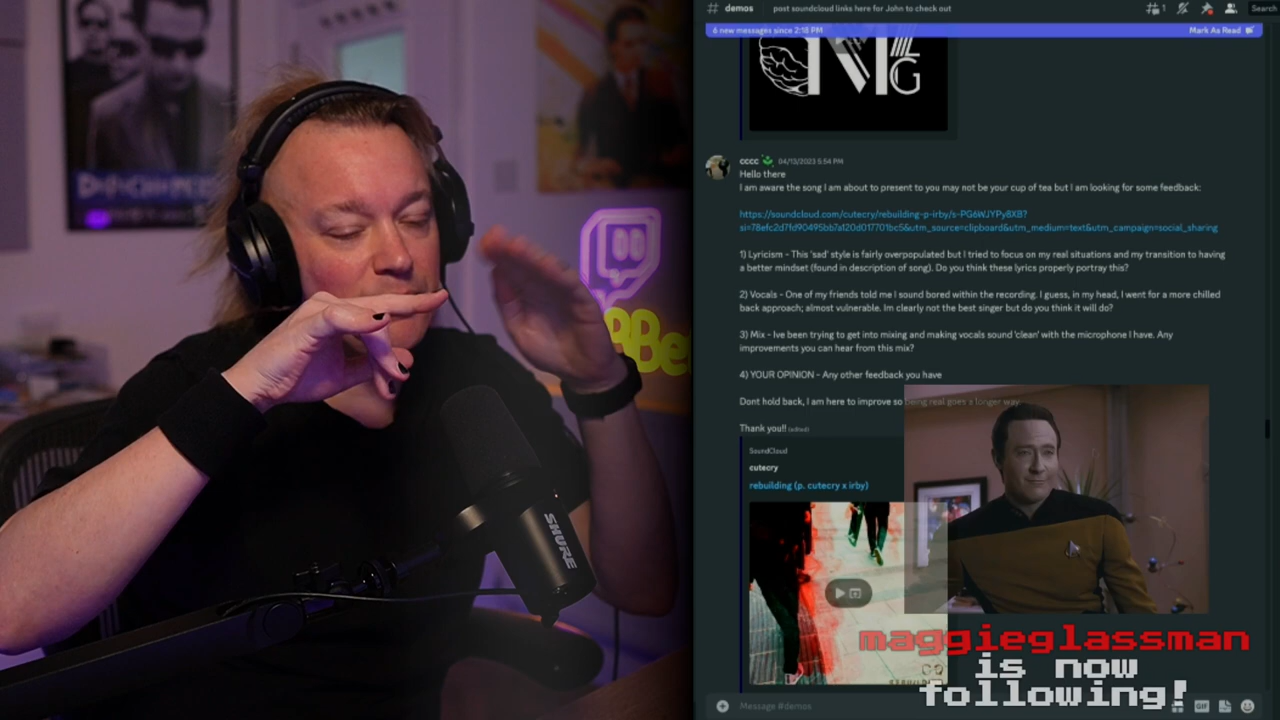 # demos
post soundcloud links here for John to check out
1
Search
6 new messages since 2:18 PM
Mark As Read
M
G
cccc
04/13/2023 5:54 PM
Hello there
I am aware the song I am about to present to you may not be your cup of tea but I am looking for some feedback:
https://soundcloud.com/cutecry/rebuilding-p-irby/s-PG6WJYPy8XB?
si=78efc2d7fd90495bb7a120d017701bc5&utm_source=clipboard&utm_medium=text&utm_campaign=social_sharing
1) Lyricism - This 'sad' style is fairly overpopulated but I tried to focus on my real situations and my transition to having
a better mindset (found in description of song). Do you think these lyrics properly portray this?
2) Vocals - One of my friends told me I sound bored within the recording. I guess, in my head, I went for a more chilled
back approach; almost vulnerable. Im clearly not the best singer but do you think it will do?
3) Mix - Ive been trying to get into mixing and making vocals sound 'clean' with the microphone I have. Any
improvements you can hear from this mix?
4) YOUR OPINION - Any other feedback you have
Dont hold back, I am here to improve so being real goes a longer way.
Thank you!! (edited)
SoundCloud
cutecry
rebuilding (p. cutecry x irby)
maggieglassman
is now
following!
Message #demos
GIF
SHURE